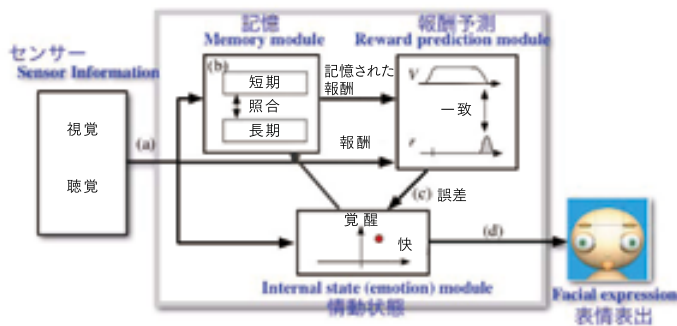 記憶
Memory module
報酬予測
Reward prediction module
センサー
Sensor Information
視覚
聴覚
(a)
(b)
短期
照合
長期
記憶された
報酬
報酬
V
一致
r
(c) 誤差
覚醒
快
(d)
Internal state (emotion) module
情動状態
Facial expression
表情表出